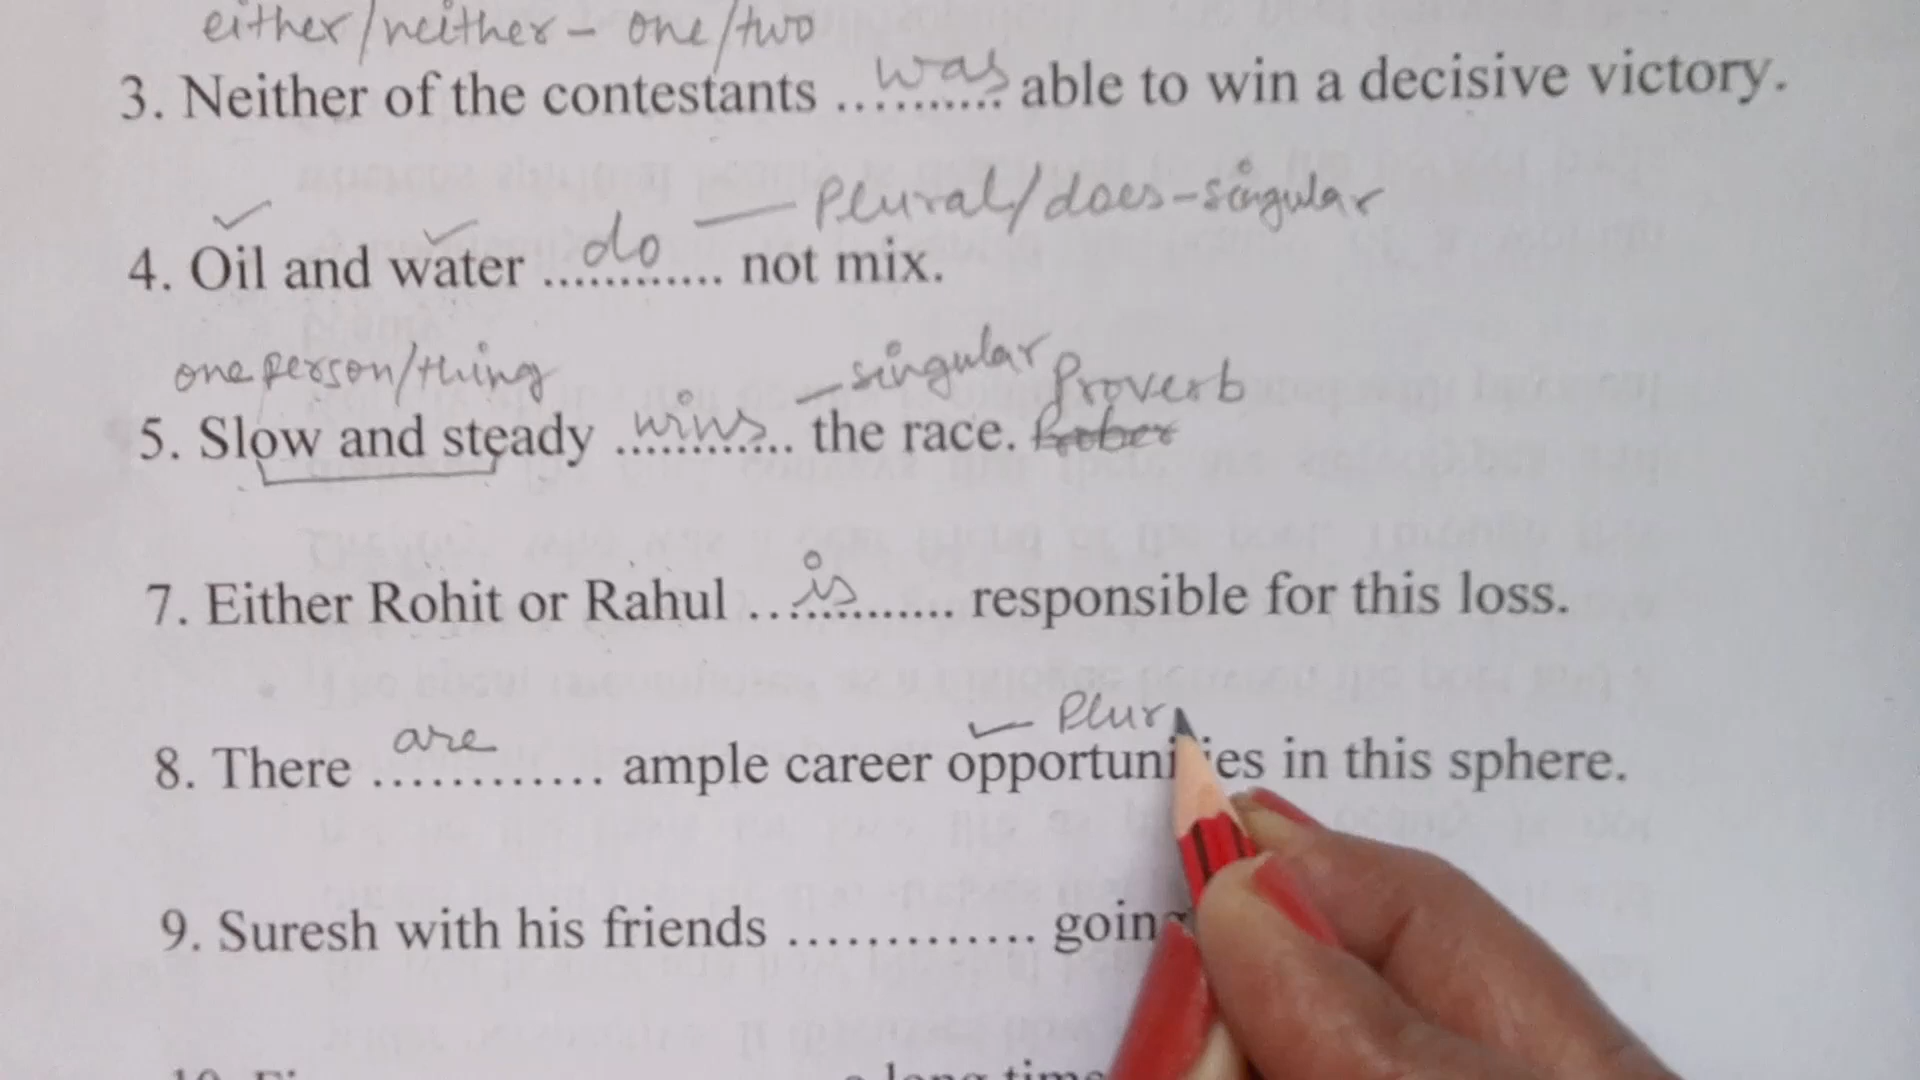 either/neither - one/two
3. Neither of the contestants ....was.... able to win a decisive victory.
Plural/does-singular
4. Oil and water ....do.... not mix.
one person/thing singular Proverb
5. Slow and steady ....wins.... the race.
7. Either Rohit or Rahul ....is.... responsible for this loss.
Plur
8. There ....are.... ample career opportunities in this sphere.
9. Suresh with his friends ............. going
a long time